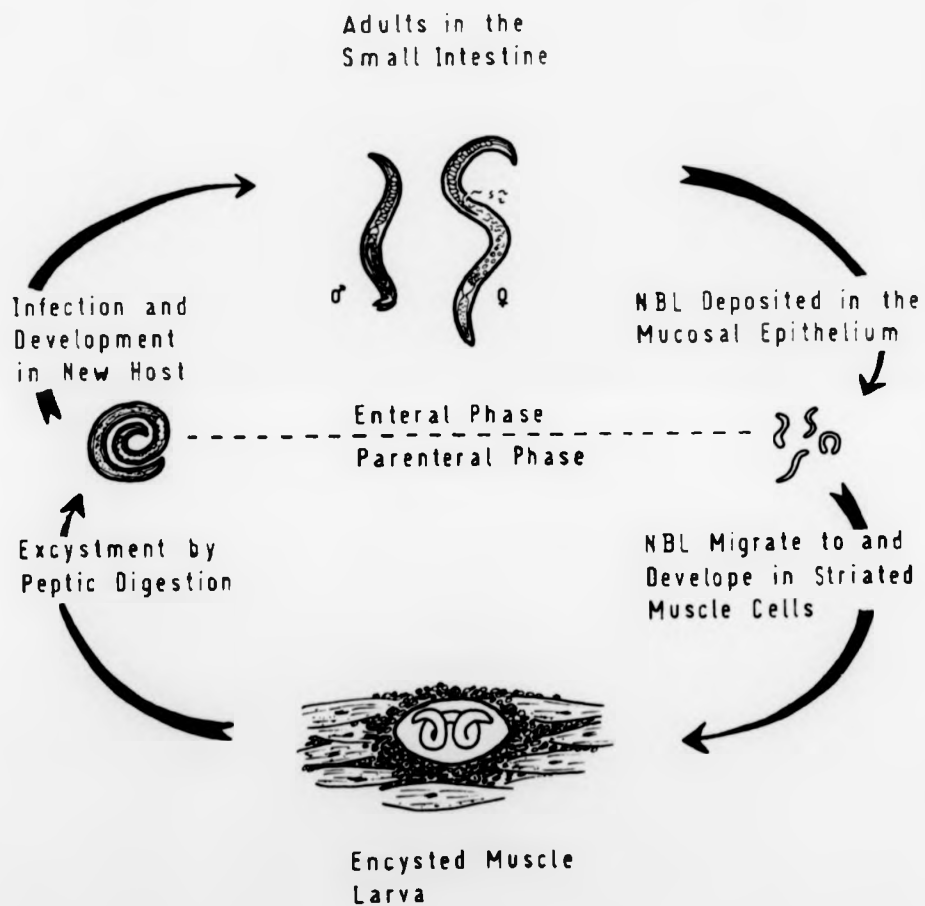 Adults in the
Small Intestine
♂
♀
Infection and
Development
in New Host
NBL Deposited in the
Mucosal Epithelium
Enteral Phase
Parenteral Phase
Excystment by
Peptic Digestion
NBL Migrate to and
Develope in Striated
Muscle Cells
Encysted Muscle
Larva